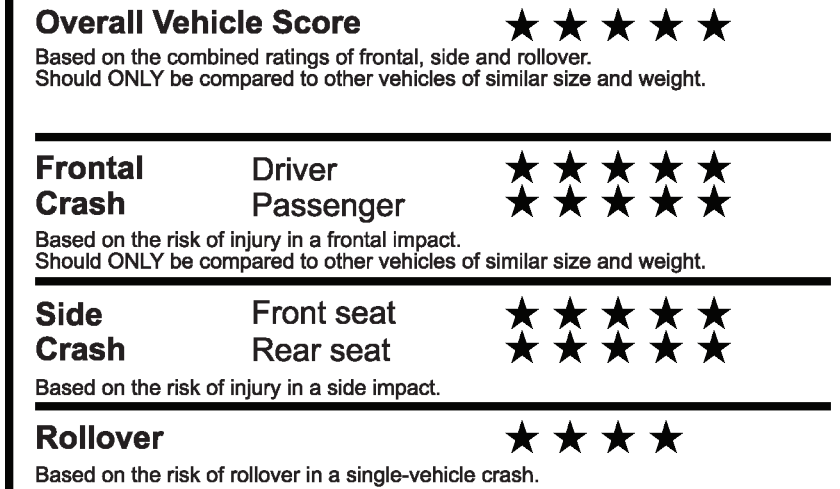 Overall Vehicle Score ★ ★ ★ ★ ★
Based on the combined ratings of frontal, side and rollover.
Should ONLY be compared to other vehicles of similar size and weight.
Frontal Driver ★ ★ ★ ★ ★
Crash Passenger ★ ★ ★ ★ ★
Based on the risk of injury in a frontal impact.
Should ONLY be compared to other vehicles of similar size and weight.
Side Front seat ★ ★ ★ ★ ★
Crash Rear seat ★ ★ ★ ★ ★
Based on the risk of injury in a side impact.
Rollover ★ ★ ★ ★
Based on the risk of rollover in a single-vehicle crash.